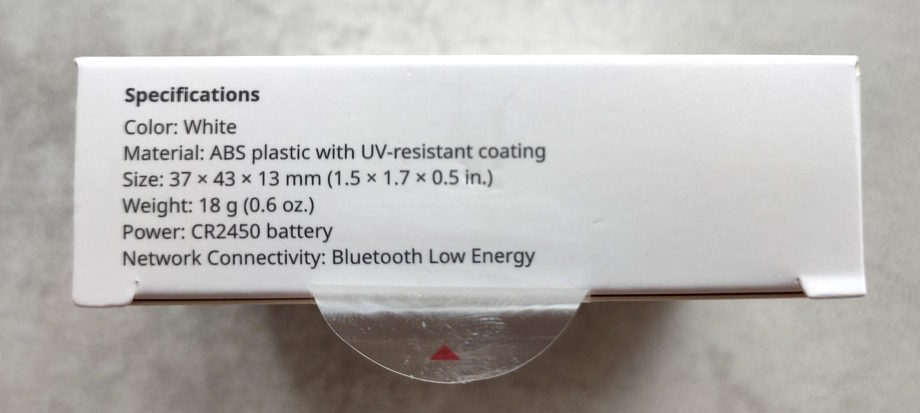 Specifications
Color: White
Material: ABS plastic with UV-resistant coating
Size: 37 × 43 × 13 mm (1.5 × 1.7 × 0.5 in.)
Weight: 18 g (0.6 oz.)
Power: CR2450 battery
Network Connectivity: Bluetooth Low Energy